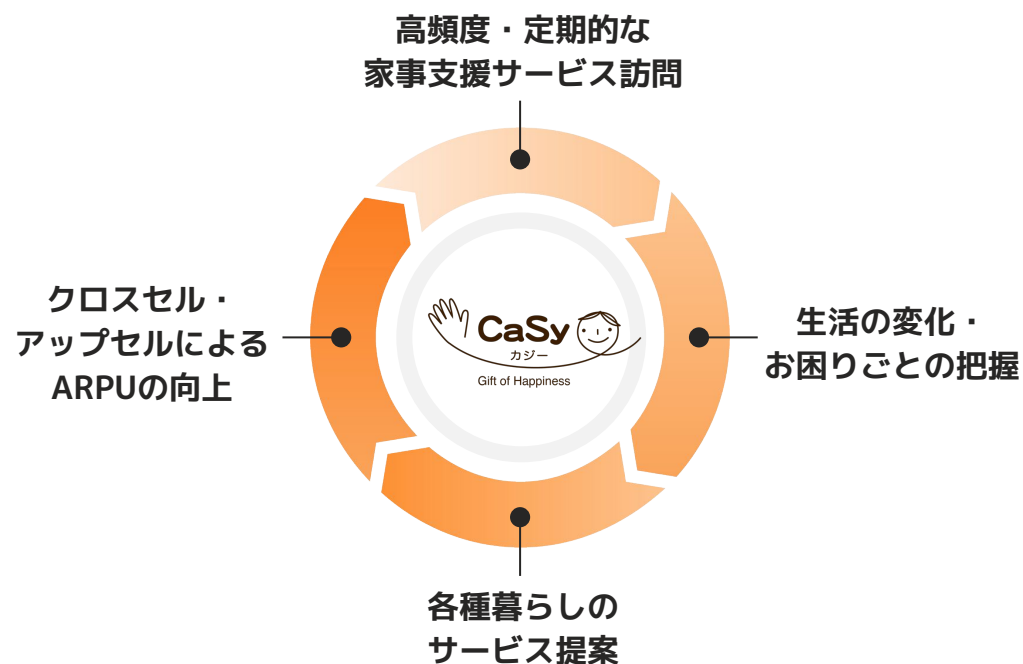 高頻度・定期的な
家事支援サービス訪問
生活の変化・
お困りごとの把握
各種暮らしの
サービス提案
クロスセル・
アップセルによる
ARPUの向上
CaSy
カジー
Gift of Happiness